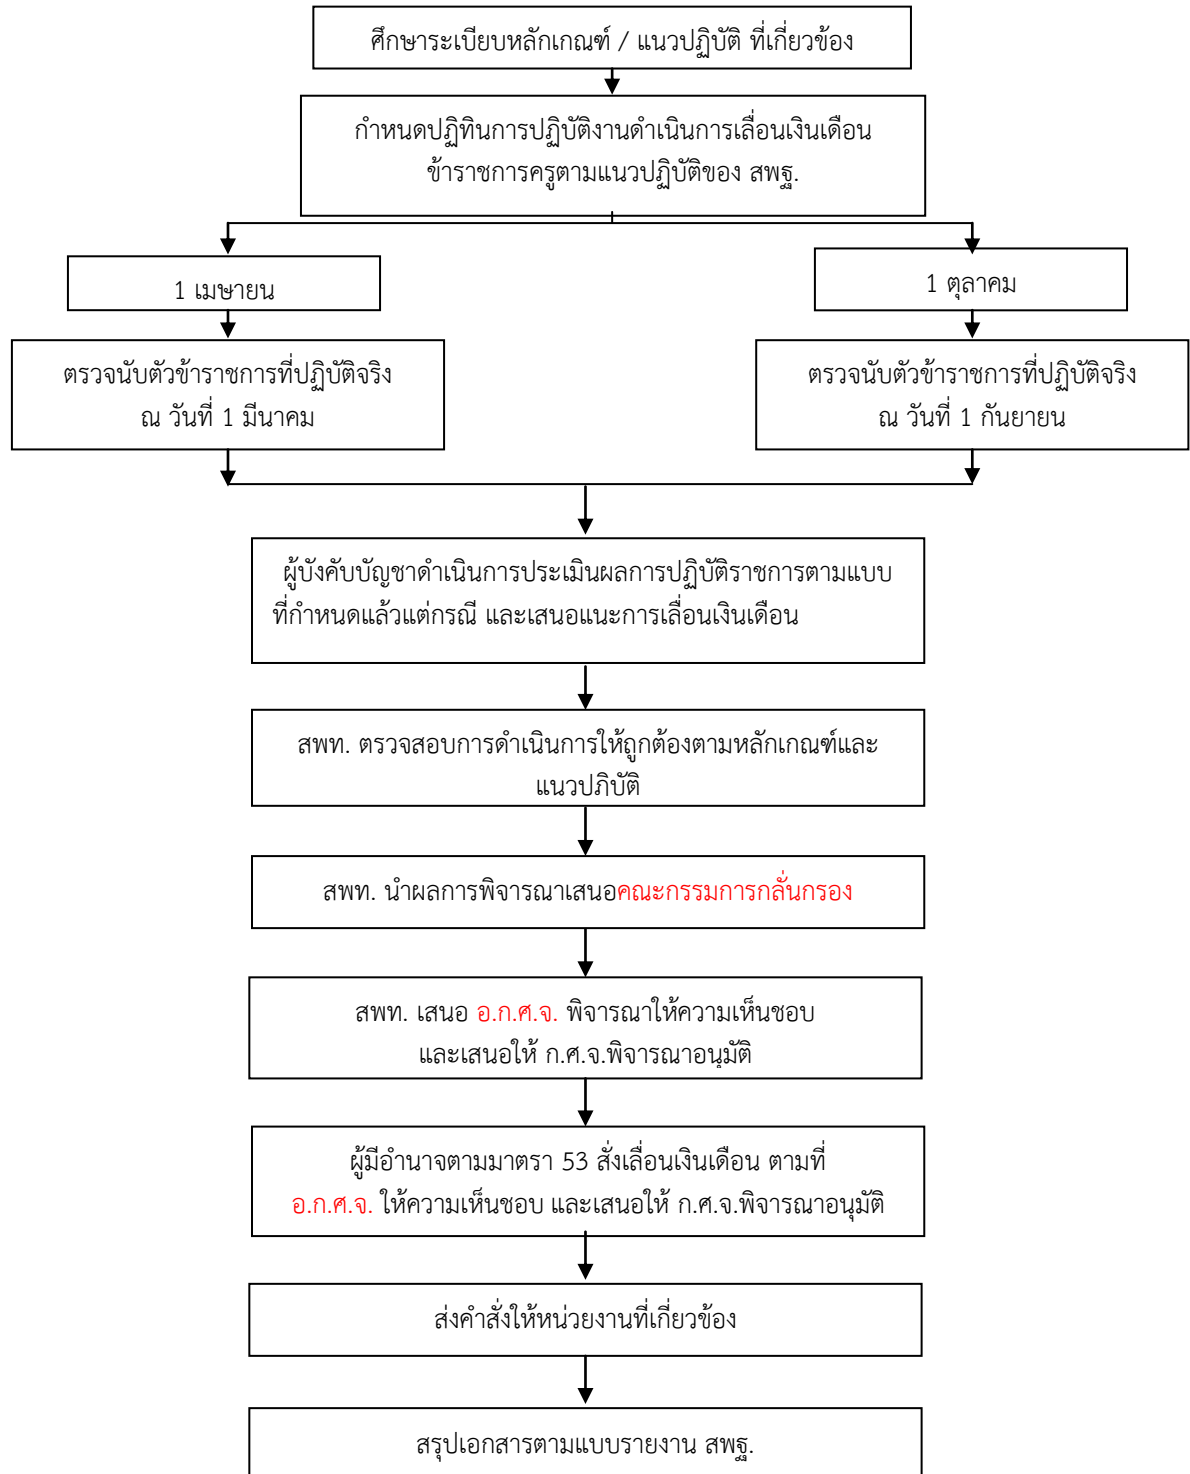 ศึกษาระเบียบหลักเกณฑ์ / แนวปฏิบัติ ที่เกี่ยวข้อง
กำหนดปฏิทินการปฏิบัติงานดำเนินการเลื่อนเงินเดือน
ข้าราชการครูตามแนวปฏิบัติของ สพฐ.
1 เมษายน
1 ตุลาคม
ตรวจนับตัวข้าราชการที่ปฏิบัติจริง
ณ วันที่ 1 มีนาคม
ตรวจนับตัวข้าราชการที่ปฏิบัติจริง
ณ วันที่ 1 กันยายน
ผู้บังคับบัญชาดำเนินการประเมินผลการปฏิบัติราชการตามแบบ
ที่กำหนดแล้วแต่กรณี และเสนอแนะการเลื่อนเงินเดือน
สพท. ตรวจสอบการดำเนินการให้ถูกต้องตามหลักเกณฑ์และ
แนวปภิบัติ
สพท. นำผลการพิจารณาเสนอคณะกรรมการกลั่นกรอง
สพท. เสนอ อ.ก.ศ.จ. พิจารณาให้ความเห็นชอบ
และเสนอให้ ก.ศ.จ.พิจารณาอนุมัติ
ผู้มีอำนาจตามมาตรา 53 สั่งเลื่อนเงินเดือน ตามที่
อ.ก.ศ.จ. ให้ความเห็นชอบ และเสนอให้ ก.ศ.จ.พิจารณาอนุมัติ
ส่งคำสั่งให้หน่วยงานที่เกี่ยวข้อง
สรุปเอกสารตามแบบรายงาน สพฐ.